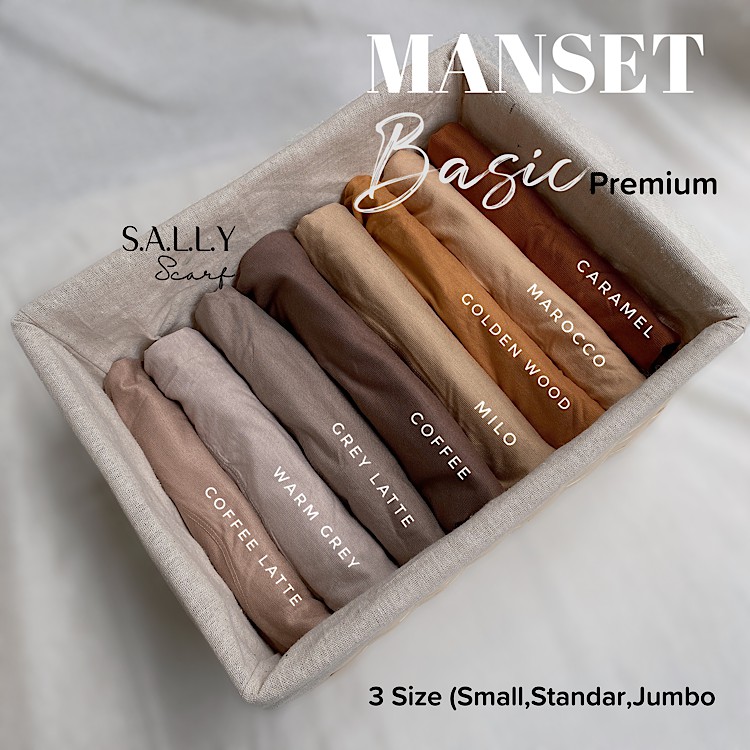 MANSET
Basic Premium
S.A.L.L.Y
Scarf
CARAMEL
MAROCCO
GOLDEN WOOD
MILO
COFFEE
GREY LATTE
WARM GREY
COFFEE LATTE
3 Size (Small,Standar,Jumbo